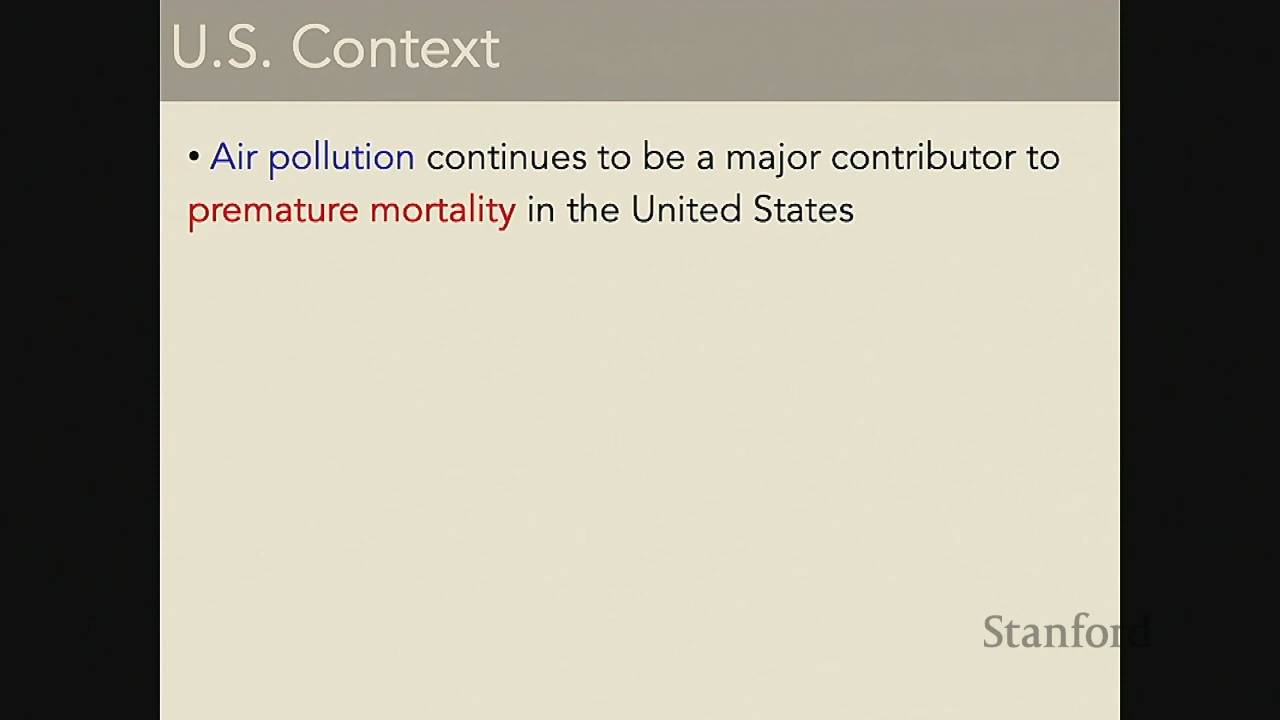 U.S. Context
• Air pollution continues to be a major contributor to
premature mortality in the United States
Stanford